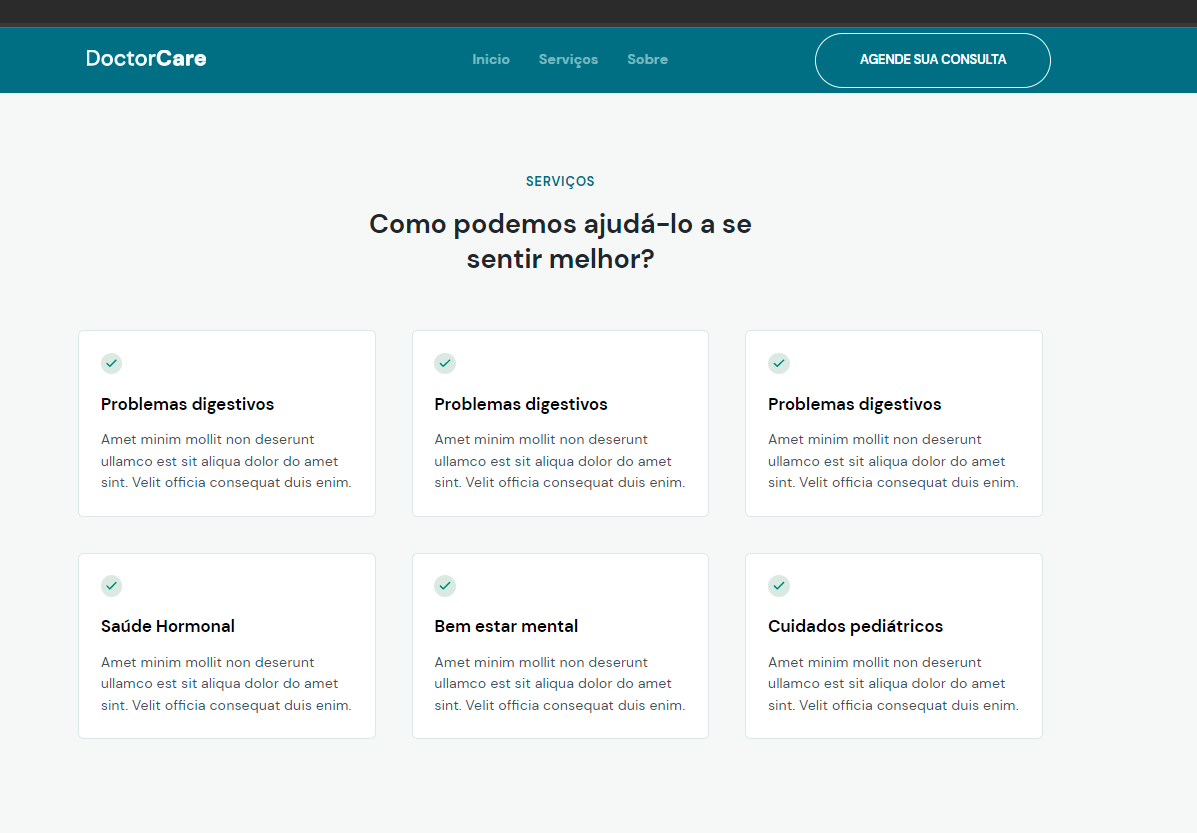 DoctorCare
Inicio Serviços Sobre
AGENDE SUA CONSULTA
SERVIÇOS
Como podemos ajudá-lo a se
sentir melhor?
Problemas digestivos
Amet minim mollit non deserunt
ullamco est sit aliqua dolor do amet
sint. Velit officia consequat duis enim.
Problemas digestivos
Amet minim mollit non deserunt
ullamco est sit aliqua dolor do amet
sint. Velit officia consequat duis enim.
Problemas digestivos
Amet minim mollit non deserunt
ullamco est sit aliqua dolor do amet
sint. Velit officia consequat duis enim.
Saúde Hormonal
Amet minim mollit non deserunt
ullamco est sit aliqua dolor do amet
sint. Velit officia consequat duis enim.
Bem estar mental
Amet minim mollit non deserunt
ullamco est sit aliqua dolor do amet
sint. Velit officia consequat duis enim.
Cuidados pediátricos
Amet minim mollit non deserunt
ullamco est sit aliqua dolor do amet
sint. Velit officia consequat duis enim.